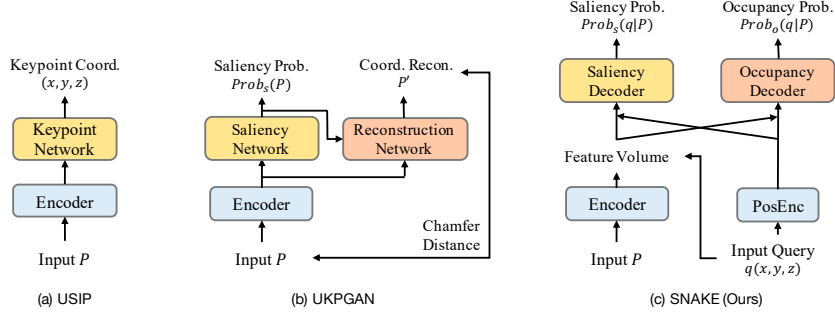 Keypoint Coord.
(x, y, z)
Keypoint
Network
Encoder
Input P
(a) USIP
Saliency Prob.
Prob_s(P)
Coord. Recon.
P'
Saliency
Network
Reconstruction
Network
Encoder
Chamfer
Distance
Input P
(b) UKPGAN
Saliency Prob.
Prob_s(q|P)
Occupancy Prob.
Prob_o(q|P)
Saliency
Decoder
Occupancy
Decoder
Feature Volume
Encoder
PosEnc
Input P
Input Query
q(x, y, z)
(c) SNAKE (Ours)